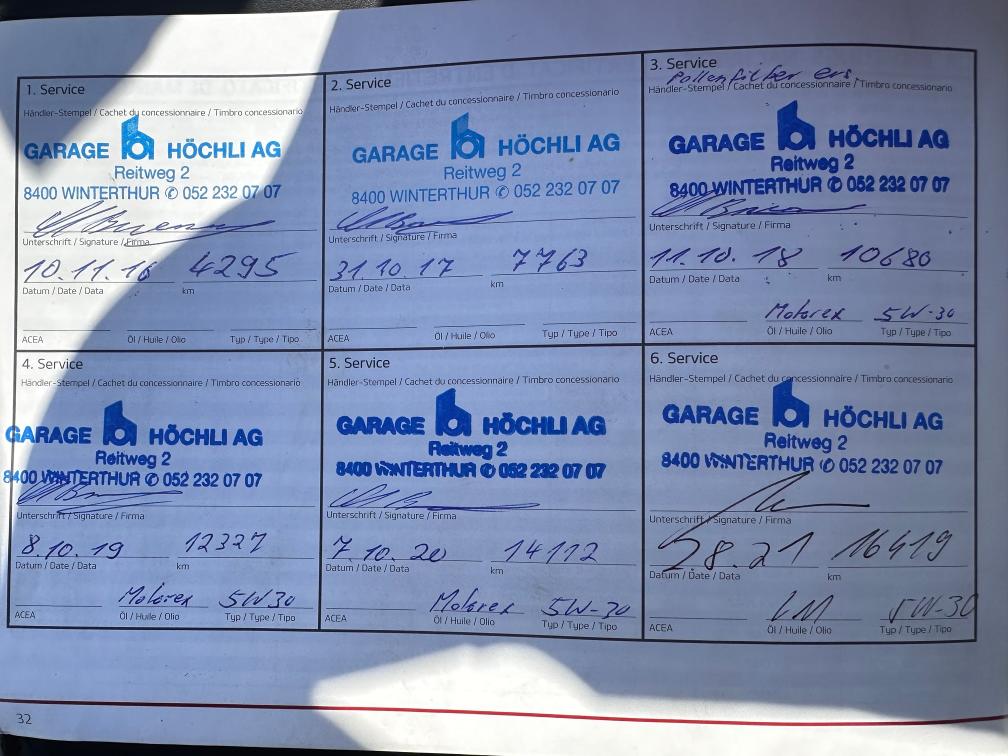 1. Service
Händler-Stempel / Cachet du concessionnaire / Timbro concessionario
GARAGE HÖCHLI AG
Reitweg 2
8400 WINTERTHUR ✆ 052 232 07 07
Unterschrift / Signature / Firma
10.11.16 4295
Datum / Date / Data km
ACEA Öl / Huile / Olio Typ / Type / Tipo
2. Service
Händler-Stempel / Cachet du concessionnaire / Timbro concessionario
GARAGE HÖCHLI AG
Reitweg 2
8400 WINTERTHUR ✆ 052 232 07 07
Unterschrift / Signature / Firma
31.10.17 7763
Datum / Date / Data km
ACEA Öl / Huile / Olio Typ / Type / Tipo
3. Service
Pollenfilter ers.
Händler-Stempel / Cachet du concessionnaire / Timbro concessionario
GARAGE HÖCHLI AG
Reitweg 2
8400 WINTERTHUR ✆ 052 232 07 07
Unterschrift / Signature / Firma
11.10.18 10680
Datum / Date / Data km
Motorex 5W-30
ACEA Öl / Huile / Olio Typ / Type / Tipo
4. Service
Händler-Stempel / Cachet du concessionnaire / Timbro concessionario
GARAGE HÖCHLI AG
Reitweg 2
8400 WINTERTHUR ✆ 052 232 07 07
Unterschrift / Signature / Firma
8.10.19 12327
Datum / Date / Data km
Motorex 5W30
ACEA Öl / Huile / Olio Typ / Type / Tipo
5. Service
Händler-Stempel / Cachet du concessionnaire / Timbro concessionario
GARAGE HÖCHLI AG
Reitweg 2
8400 WINTERTHUR ✆ 052 232 07 07
Unterschrift / Signature / Firma
7.10.20 14112
Datum / Date / Data km
Motorex 5W-30
ACEA Öl / Huile / Olio Typ / Type / Tipo
6. Service
Händler-Stempel / Cachet du concessionnaire / Timbro concessionario
GARAGE HÖCHLI AG
Reitweg 2
8400 WINTERTHUR ✆ 052 232 07 07
Unterschrift / Signature / Firma
8.21 16419
Datum / Date / Data km
LM 5W-30
ACEA Öl / Huile / Olio Typ / Type / Tipo
32